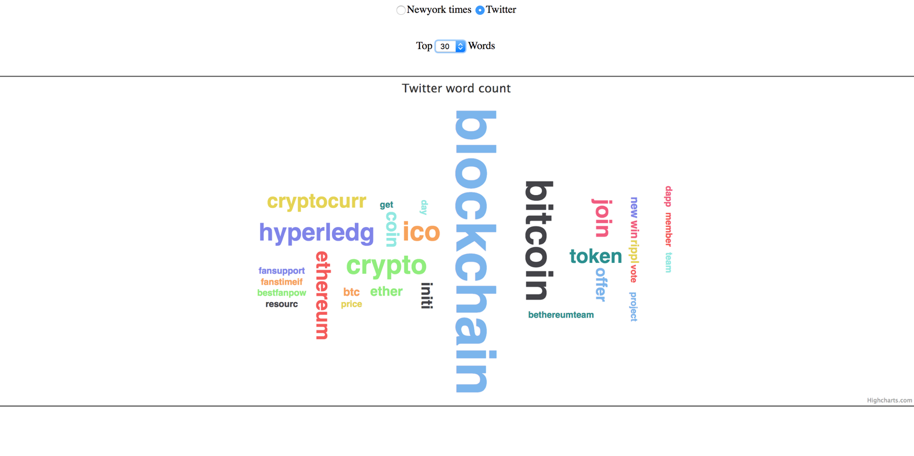 Newyork times Twitter
Top 30 Words
Twitter word count
blockchain
bitcoin
cryptocurr
get
day
coin
hyperledg
ico
crypto
ethereum
fansupport
fanstimeif
beatfanpow
resourc
btc
ether
price
initi
join
token
offer
bethereumteam
new
win
rippl
vote
project
dapp
member
team
Highcharts.com